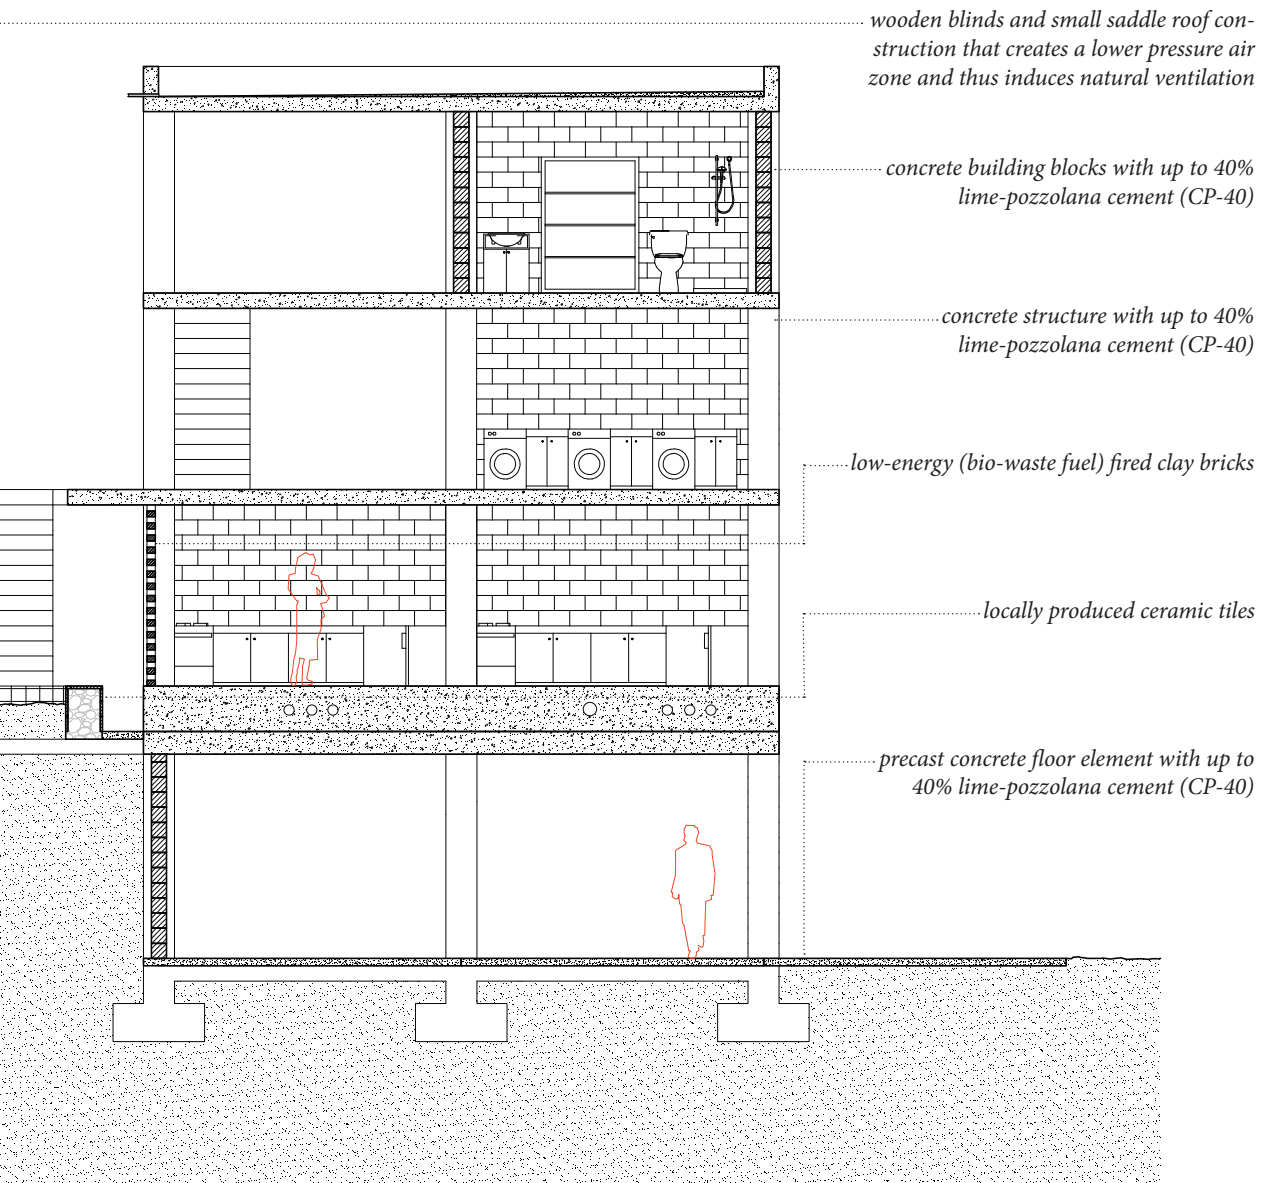 wooden blinds and small saddle roof con-
struction that creates a lower pressure air
zone and thus induces natural ventilation
concrete building blocks with up to 40%
lime-pozzolana cement (CP-40)
concrete structure with up to 40%
lime-pozzolana cement (CP-40)
low-energy (bio-waste fuel) fired clay bricks
locally produced ceramic tiles
precast concrete floor element with up to
40% lime-pozzolana cement (CP-40)